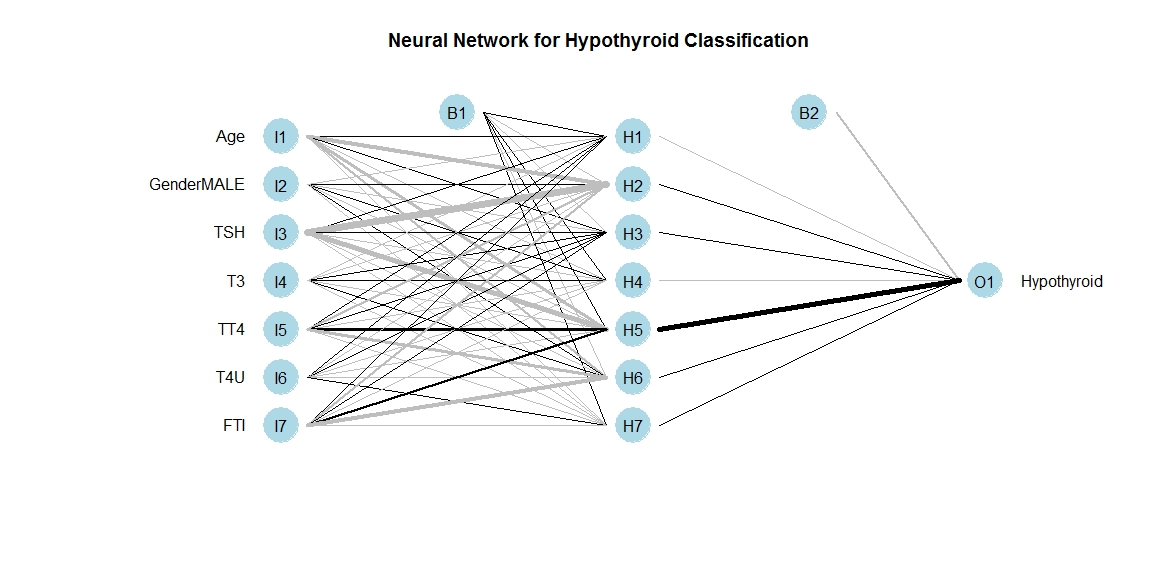 Neural Network for Hypothyroid Classification
B1 B2
Age I1 H1
GenderMALE I2 H2
TSH I3 H3
T3 I4 H4 O1 Hypothyroid
TT4 I5 H5
T4U I6 H6
FTI I7 H7